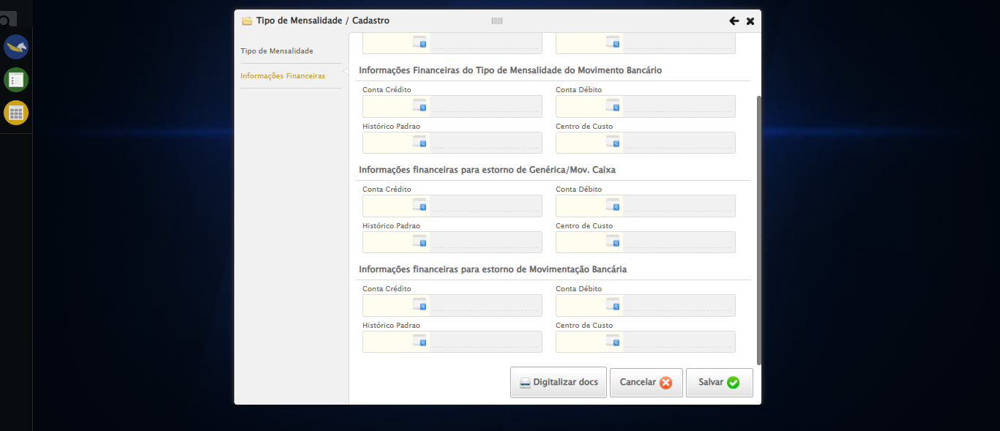 Tipo de Mensalidade / Cadastro
Tipo de Mensalidade
Informações Financeiras
Informações Financeiras do Tipo de Mensalidade do Movimento Bancário
Conta Crédito
Conta Débito
Histórico Padrao
Centro de Custo
Informações financeiras para estorno de Genérica/Mov. Caixa
Conta Crédito
Conta Débito
Histórico Padrao
Centro de Custo
Informações financeiras para estorno de Movimentação Bancária
Conta Crédito
Conta Débito
Histórico Padrao
Centro de Custo
Digitalizar docs
Cancelar
Salvar